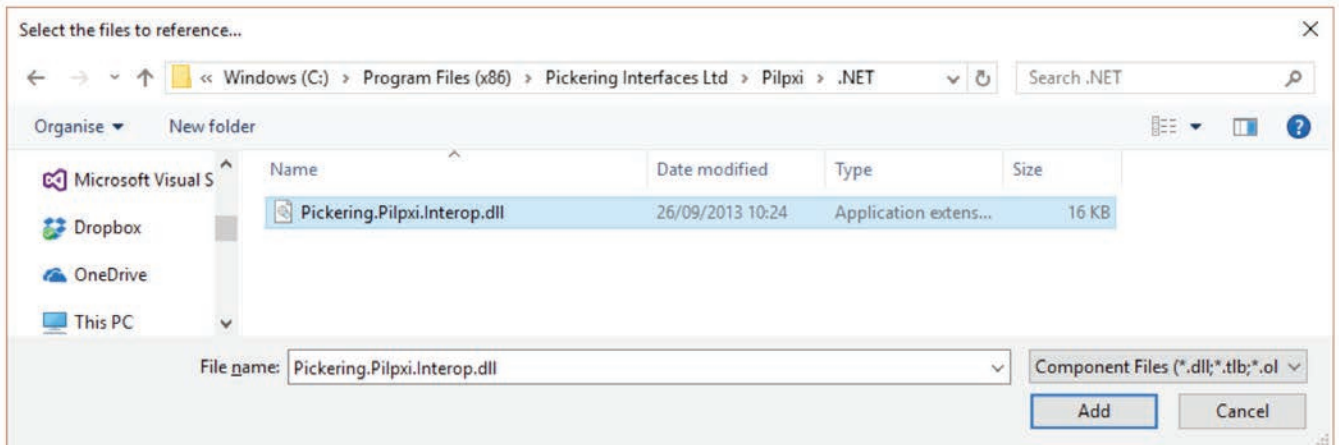 Select the files to reference...
« Windows (C:) > Program Files (x86) > Pickering Interfaces Ltd > Pilpxi > .NET
Search .NET
Organise
New folder
Name
Date modified
Type
Size
Microsoft Visual S
Pickering.Pilpxi.Interop.dll
26/09/2013 10:24
Application extens...
16 KB
Dropbox
OneDrive
This PC
File name:
Pickering.Pilpxi.Interop.dll
Component Files (*.dll;*.tlb;*.ol
Add
Cancel